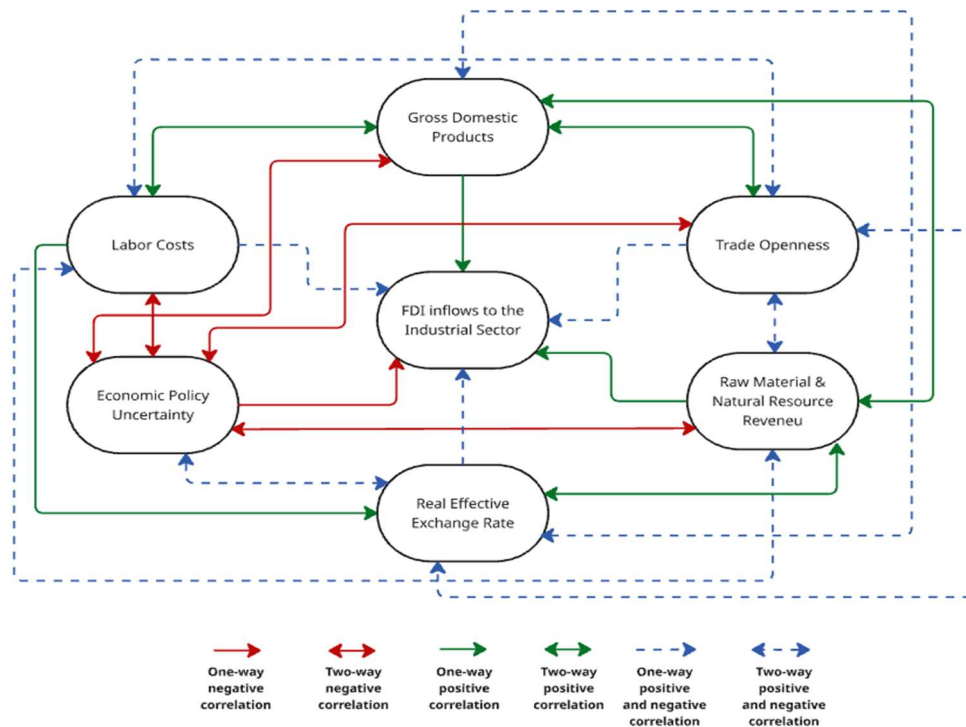 Gross Domestic
Products
Labor Costs
Trade Openness
FDI inflows to the
Industrial Sector
Economic Policy
Uncertainty
Raw Material &
Natural Resource
Reveneu
Real Effective
Exchange Rate
One-way
negative
correlation
Two-way
negative
correlation
One-way
positive
correlation
Two-way
positive
correlation
One-way
positive
and negative
correlation
Two-way
positive
and negative
correlation